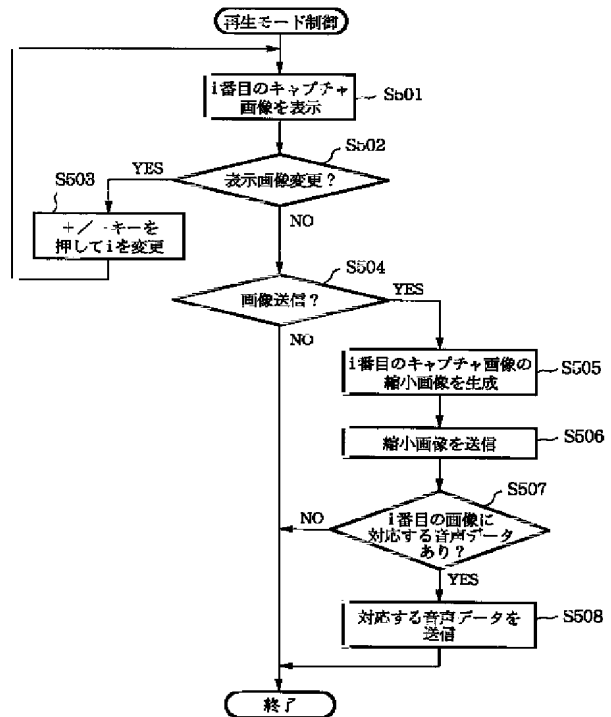 再生モード制御
i番目のキャプチャ
画像を表示
S501
S502
表示画像変更？
YES
NO
S503
+／-キーを
押してiを変更
S504
画像送信？
YES
NO
i番目のキャプチャ画像の
縮小画像を生成
S505
縮小画像を送信
S506
S507
i番目の画像に
対応する音声データ
あり？
NO
YES
対応する音声データを
送信
S508
終了